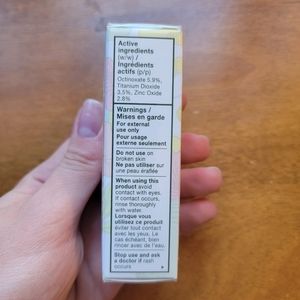 Active
ingredients
(w/w) /
Ingrédients
actifs (p/p)
Octinoxate 5.9%,
Titanium Dioxide
3.5%, Zinc Oxide
2.8%
Warnings /
Mises en garde
For external
use only
Pour usage
externe seulement
Do not use on
broken skin
Ne pas utiliser sur
une peau éraflée
When using this
product avoid
contact with eyes.
If contact occurs,
rinse thoroughly
with water.
Lorsque vous
utilisez ce produit
éviter tout contact
avec les yeux. Le
cas échéant, bien
rincer avec de l'eau.
Stop use and ask
a doctor if rash
occurs